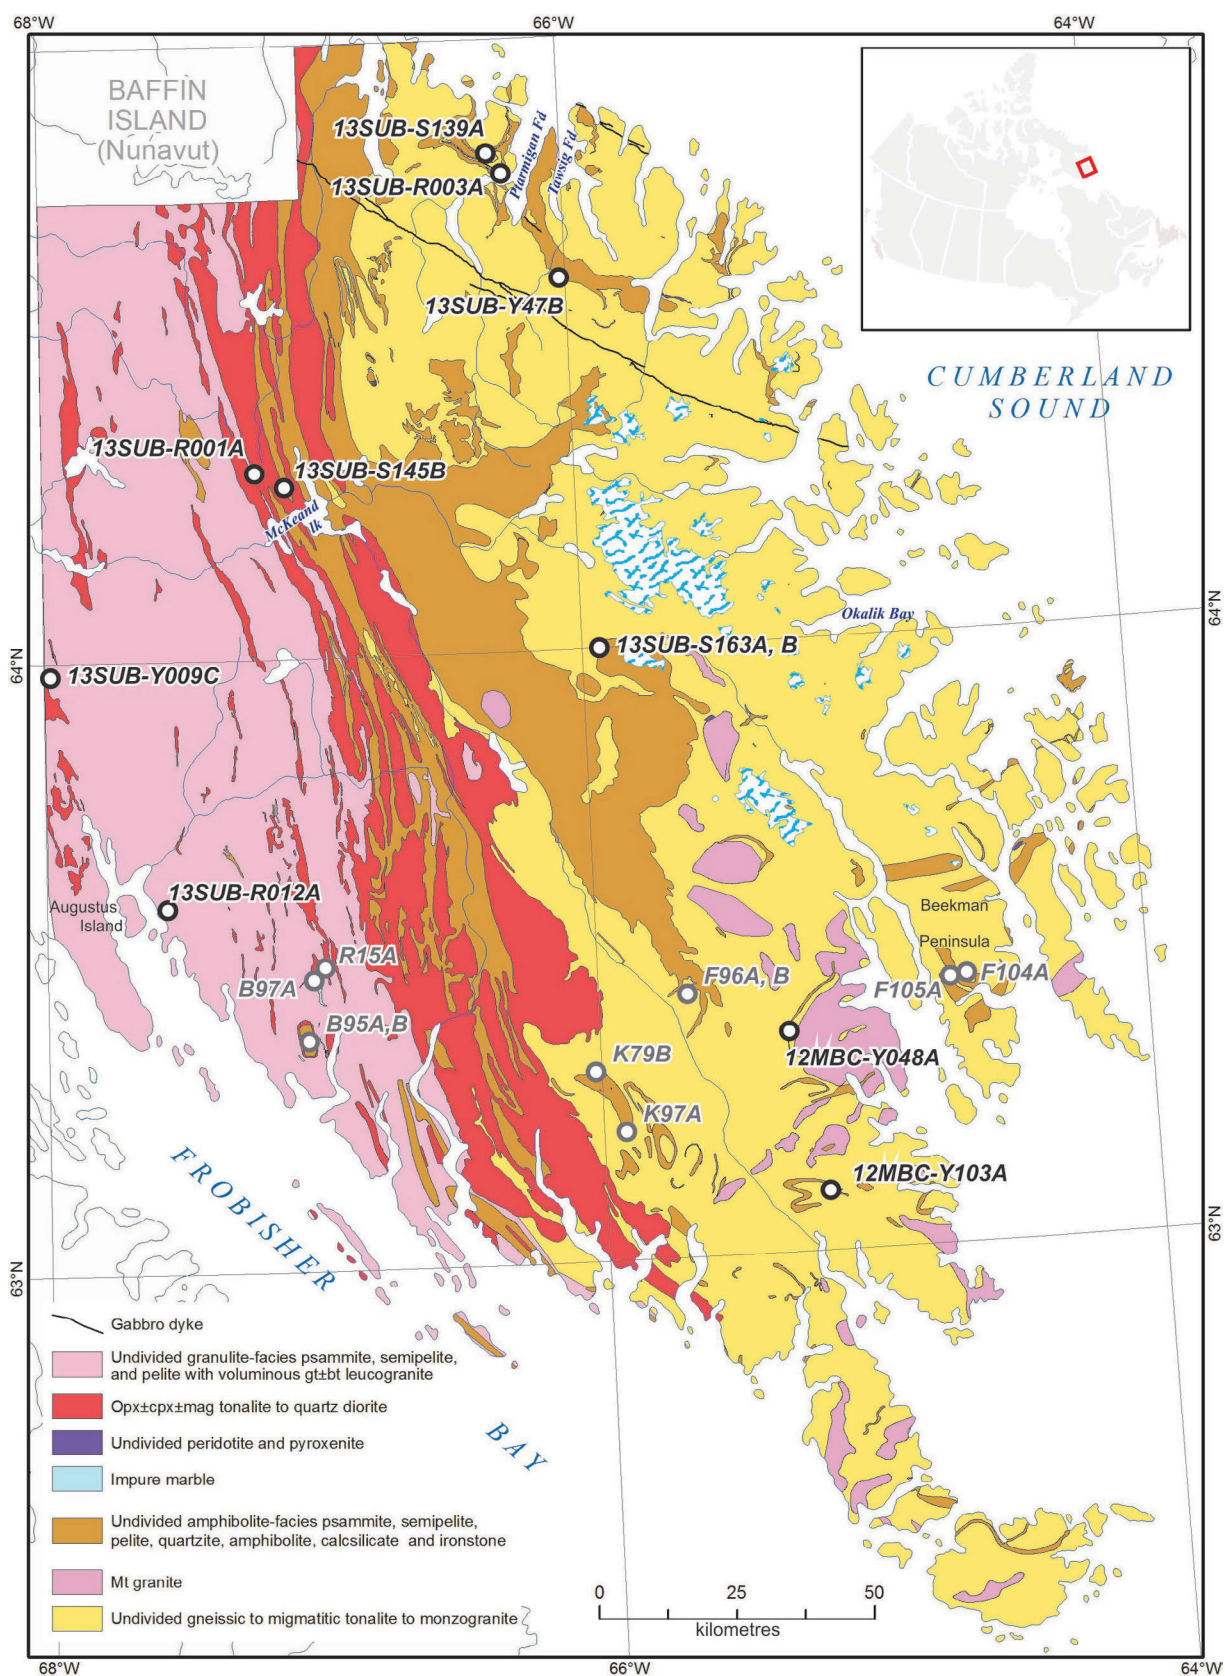 68°W
66°W
64°W
BAFFIN
ISLAND
(Nunavut)
13SUB-S139A
13SUB-R003A
Ptarmigan Fd
Tawsig Fd
13SUB-Y47B
CUMBERLAND
SOUND
13SUB-R001A
13SUB-S145B
McKeand
lk
Okalik Bay
64°N
13SUB-S163A, B
64°N
13SUB-Y009C
13SUB-R012A
Augustus
Island
Beekman
Peninsula
R15A
B97A
F96A, B
F105A
F104A
B95A,B
12MBC-Y048A
K79B
K97A
12MBC-Y103A
FROBISHER
BAY
63°N
63°N
Gabbro dyke
Undivided granulite-facies psammite, semipelite,
and pelite with voluminous gt±bt leucogranite
Opx±cpx±mag tonalite to quartz diorite
Undivided peridotite and pyroxenite
Impure marble
Undivided amphibolite-facies psammite, semipelite,
pelite, quartzite, amphibolite, calcsilicate and ironstone
Mt granite
Undivided gneissic to migmatitic tonalite to monzogranite
0 25 50
kilometres
68°W
66°W
64°W